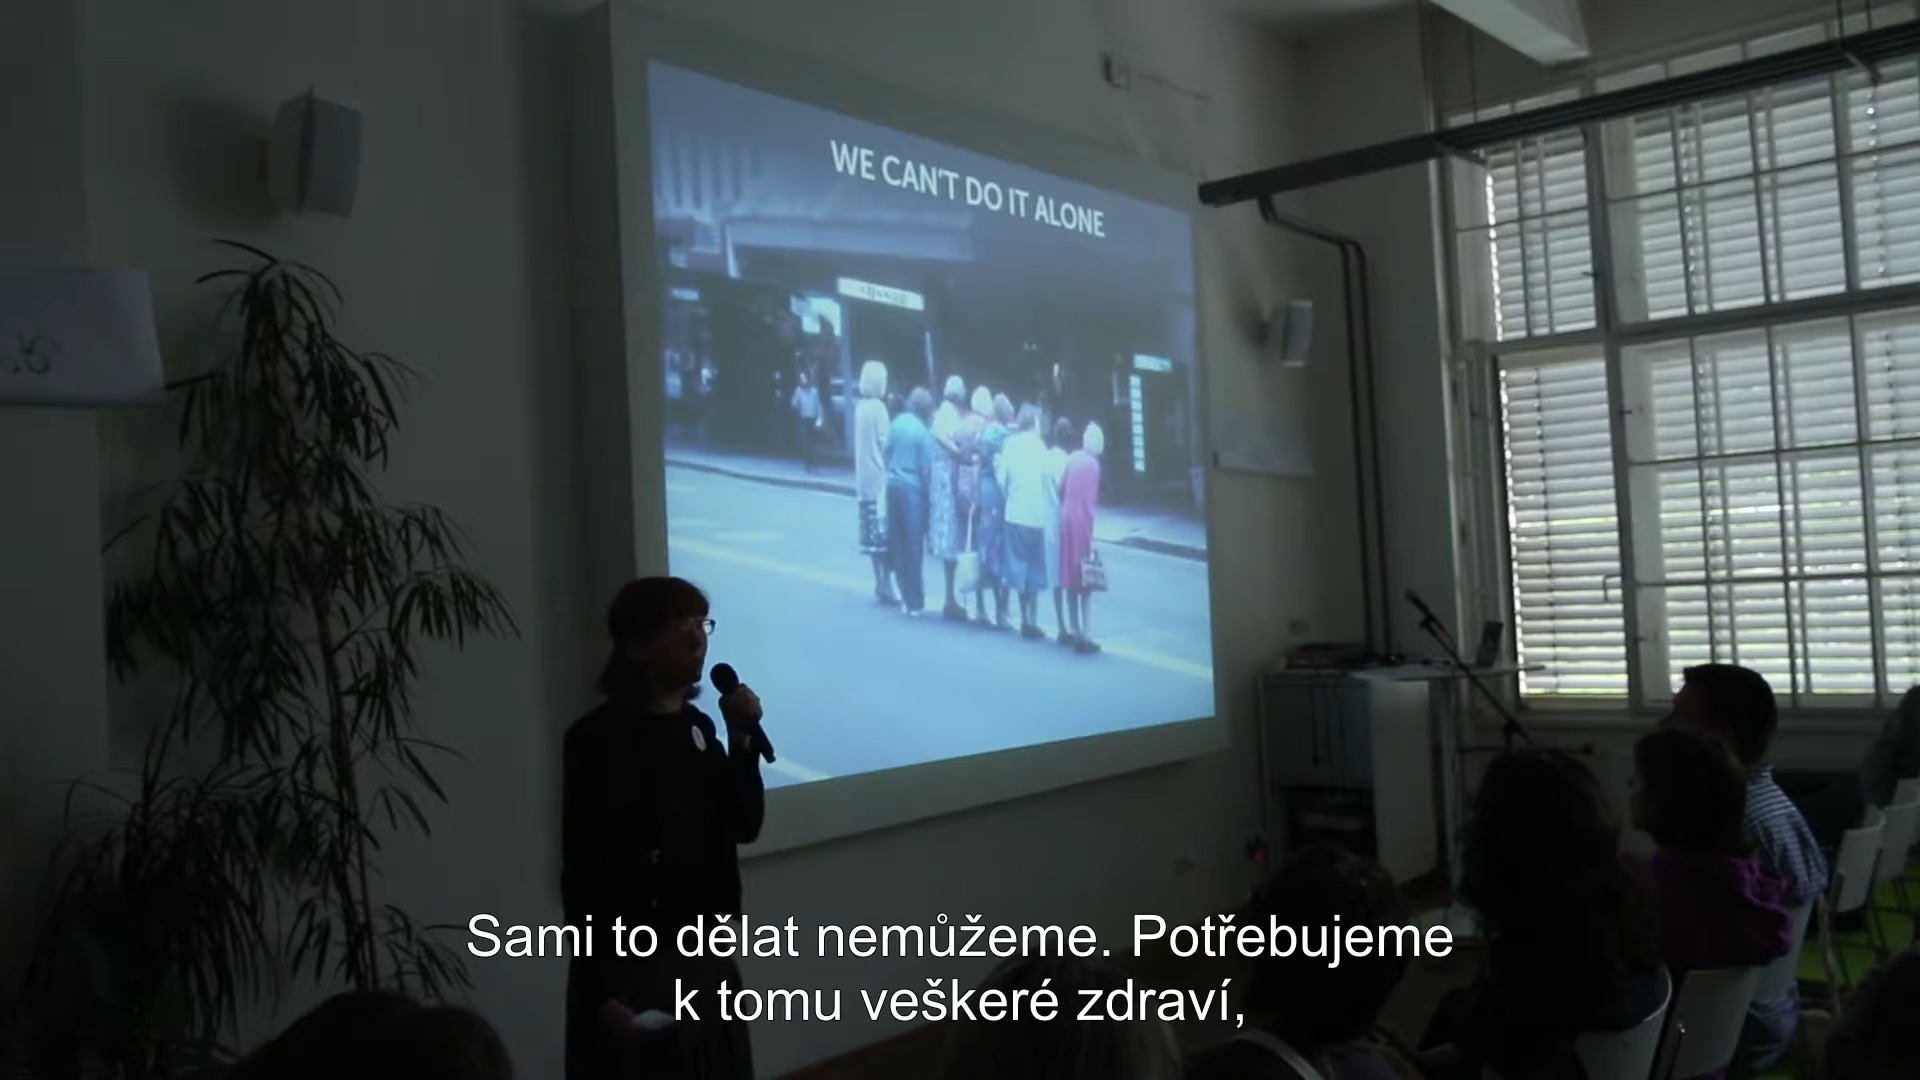 WE CAN'T DO IT ALONE
Sami to dělat nemůžeme. Potřebujeme
k tomu veškeré zdraví,